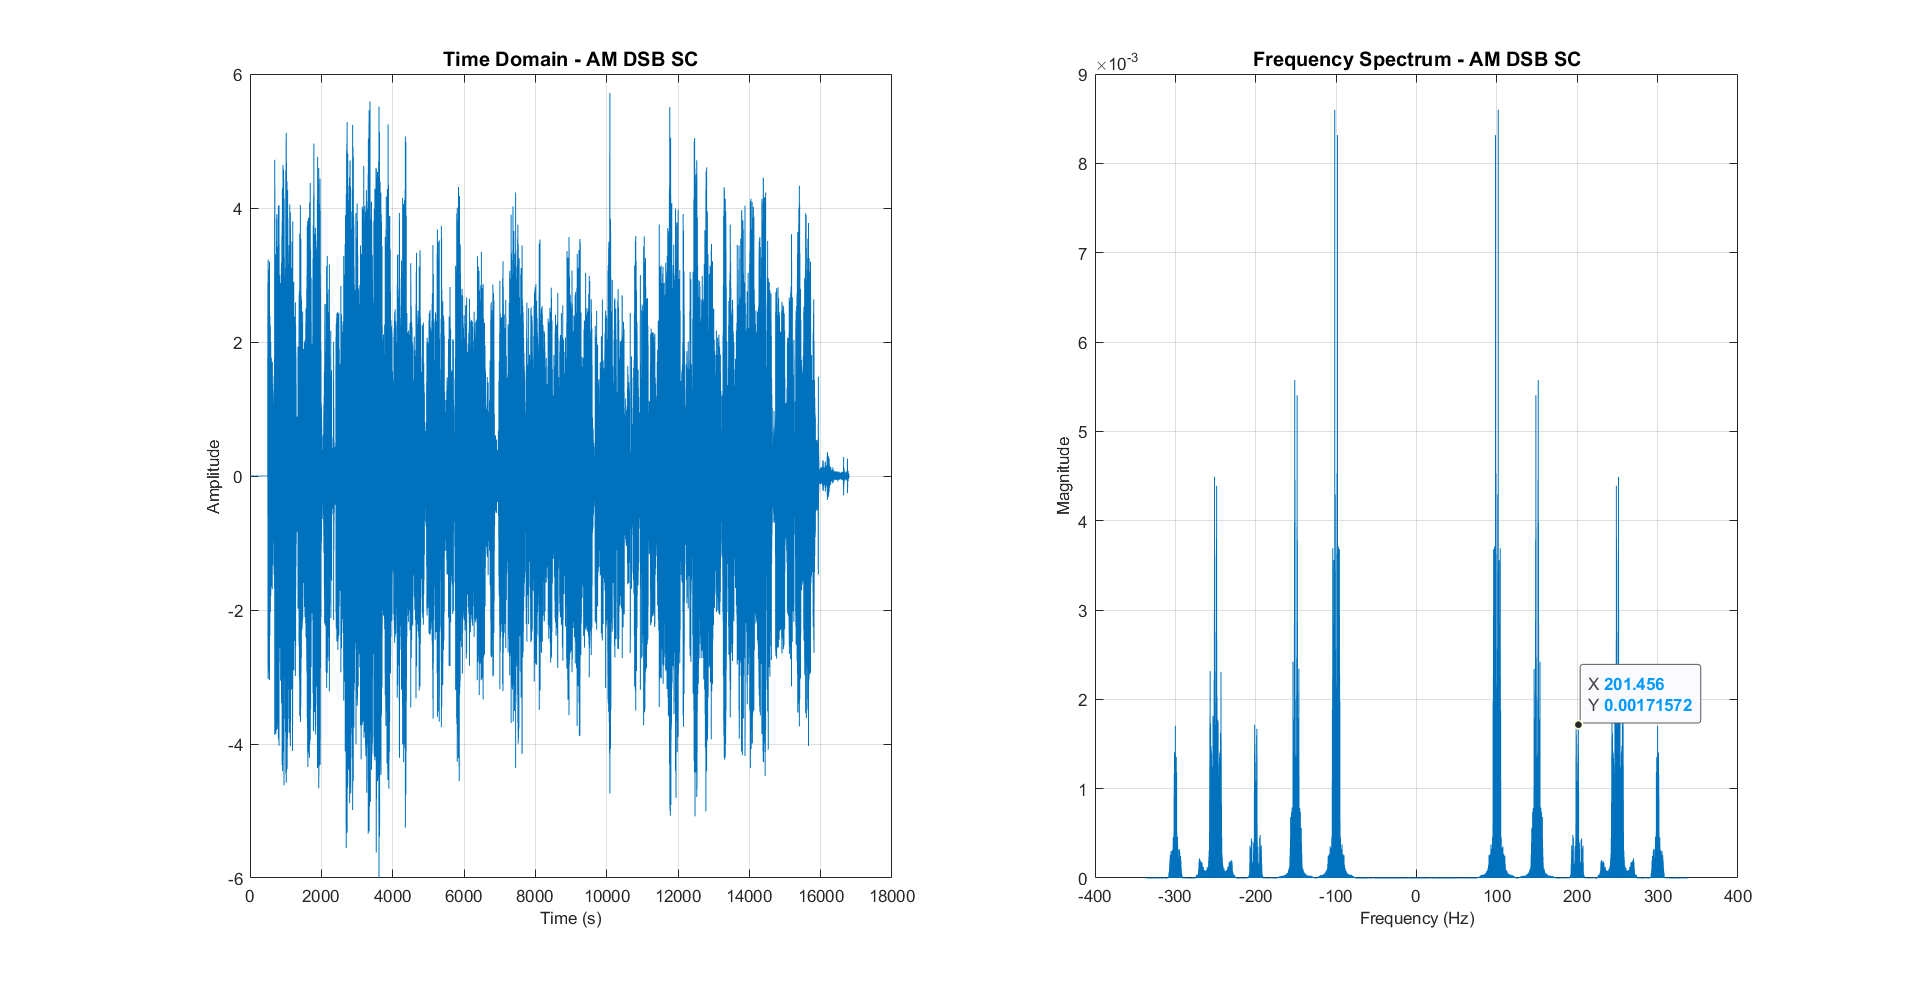 Time Domain - AM DSB SC
6
4
2
0
-2
-4
-6
Amplitude
0 2000 4000 6000 8000 10000 12000 14000 16000 18000
Time (s)
Frequency Spectrum - AM DSB SC
×10-3
9
8
7
6
5
4
3
2
1
0
Magnitude
X 201.456
Y 0.00171572
-400 -300 -200 -100 0 100 200 300 400
Frequency (Hz)